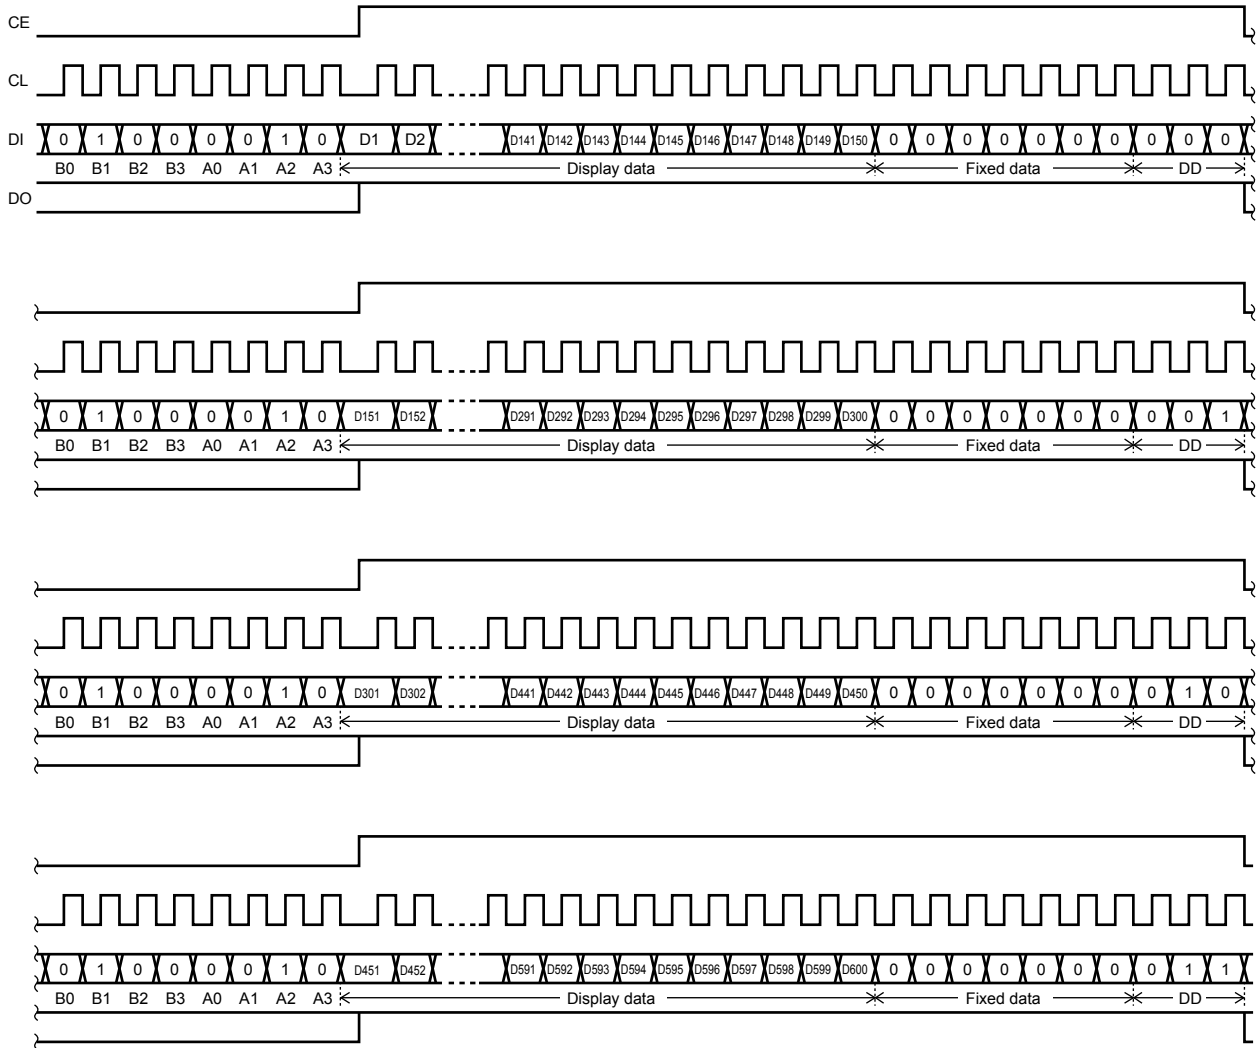 CE
CL
DI 0 1 0 0 0 0 1 0 D1 D2 D141 D142 D143 D144 D145 D146 D147 D148 D149 D150 0 0 0 0 0 0 0 0 0 0
B0 B1 B2 B3 A0 A1 A2 A3 Display data Fixed data DD
DO
0 1 0 0 0 0 1 0 D151 D152 D291 D292 D293 D294 D295 D296 D297 D298 D299 D300 0 0 0 0 0 0 0 0 0 1
B0 B1 B2 B3 A0 A1 A2 A3 Display data Fixed data DD
0 1 0 0 0 0 1 0 D301 D302 D441 D442 D443 D444 D445 D446 D447 D448 D449 D450 0 0 0 0 0 0 0 0 1 0
B0 B1 B2 B3 A0 A1 A2 A3 Display data Fixed data DD
0 1 0 0 0 0 1 0 D451 D452 D591 D592 D593 D594 D595 D596 D597 D598 D599 D600 0 0 0 0 0 0 0 0 1 1
B0 B1 B2 B3 A0 A1 A2 A3 Display data Fixed data DD